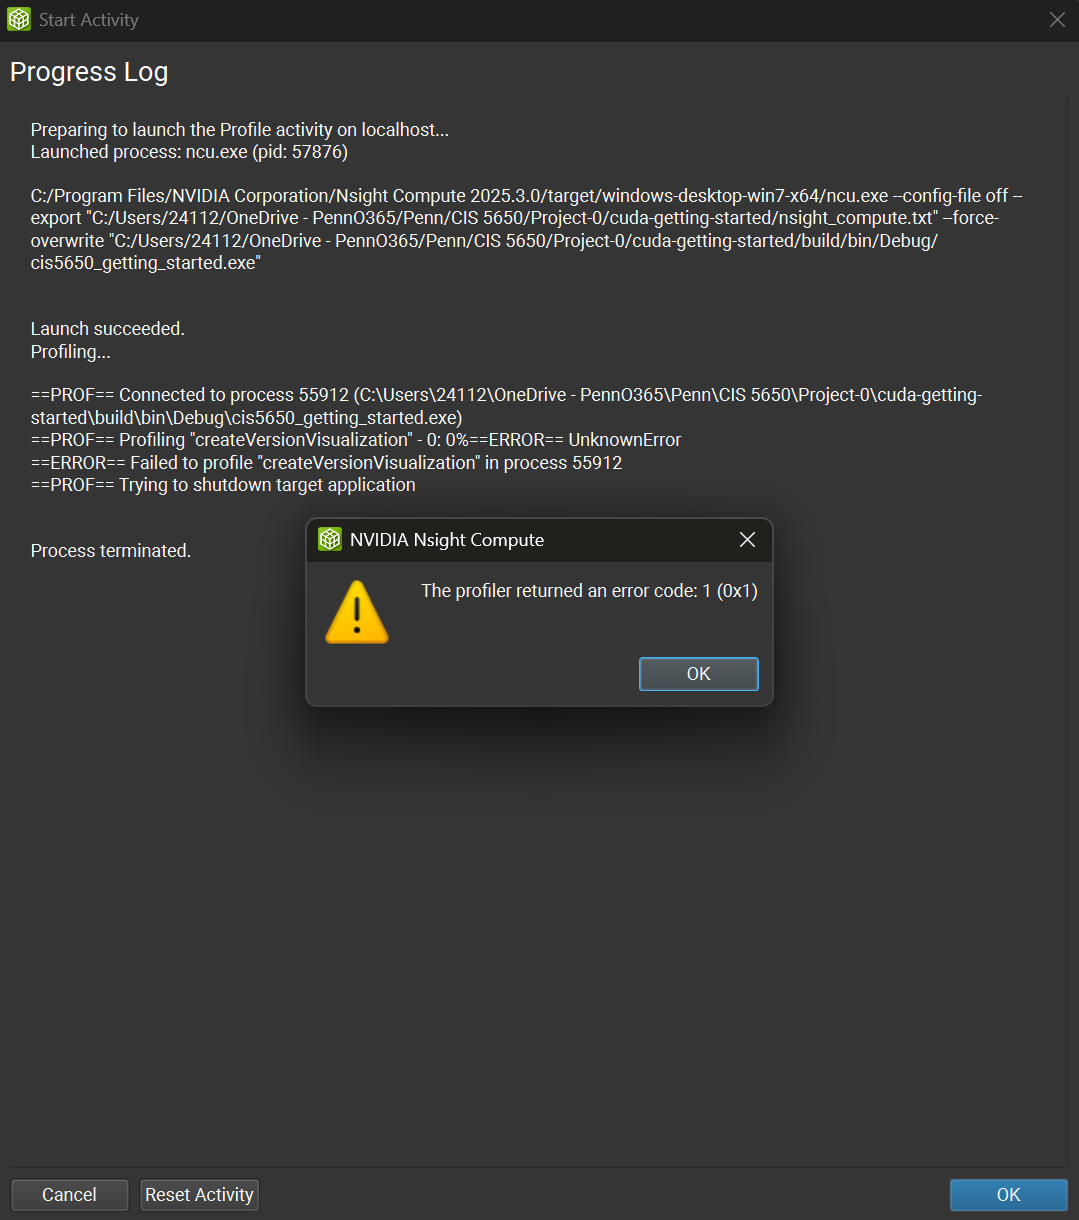 Start Activity
Progress Log
Preparing to launch the Profile activity on localhost...
Launched process: ncu.exe (pid: 57876)
C:/Program Files/NVIDIA Corporation/Nsight Compute 2025.3.0/target/windows-desktop-win7-x64/ncu.exe --config-file off --
export "C:/Users/24112/OneDrive - PennO365/Penn/CIS 5650/Project-0/cuda-getting-started/nsight_compute.txt" --force-
overwrite "C:/Users/24112/OneDrive - PennO365/Penn/CIS 5650/Project-0/cuda-getting-started/build/bin/Debug/
cis5650_getting_started.exe"
Launch succeeded.
Profiling...
==PROF== Connected to process 55912 (C:\Users\24112\OneDrive - PennO365\Penn\CIS 5650\Project-0\cuda-getting-
started\build\bin\Debug\cis5650_getting_started.exe)
==PROF== Profiling "createVersionVisualization" - 0: 0%==ERROR== UnknownError
==ERROR== Failed to profile "createVersionVisualization" in process 55912
==PROF== Trying to shutdown target application
Process terminated.
NVIDIA Nsight Compute
The profiler returned an error code: 1 (0x1)
OK
Cancel
Reset Activity
OK